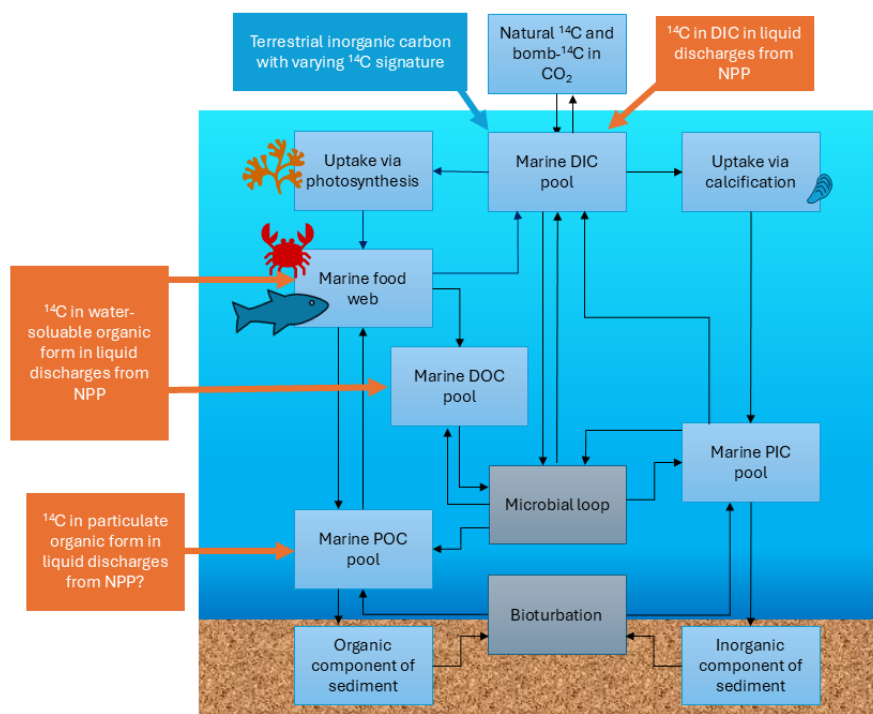 Terrestrial inorganic carbon
with varying ¹⁴C signature
Natural ¹⁴C and
bomb-¹⁴C in
CO₂
¹⁴C in DIC in liquid
discharges from
NPP
Uptake via
photosynthesis
Marine DIC
pool
Uptake via
calcification
Marine food
web
¹⁴C in water-
soluable organic
form in liquid
discharges from
NPP
Marine DOC
pool
Marine PIC
pool
Microbial loop
¹⁴C in particulate
organic form in
liquid discharges
from NPP?
Marine POC
pool
Bioturbation
Organic
component of
sediment
Inorganic
component of
sediment